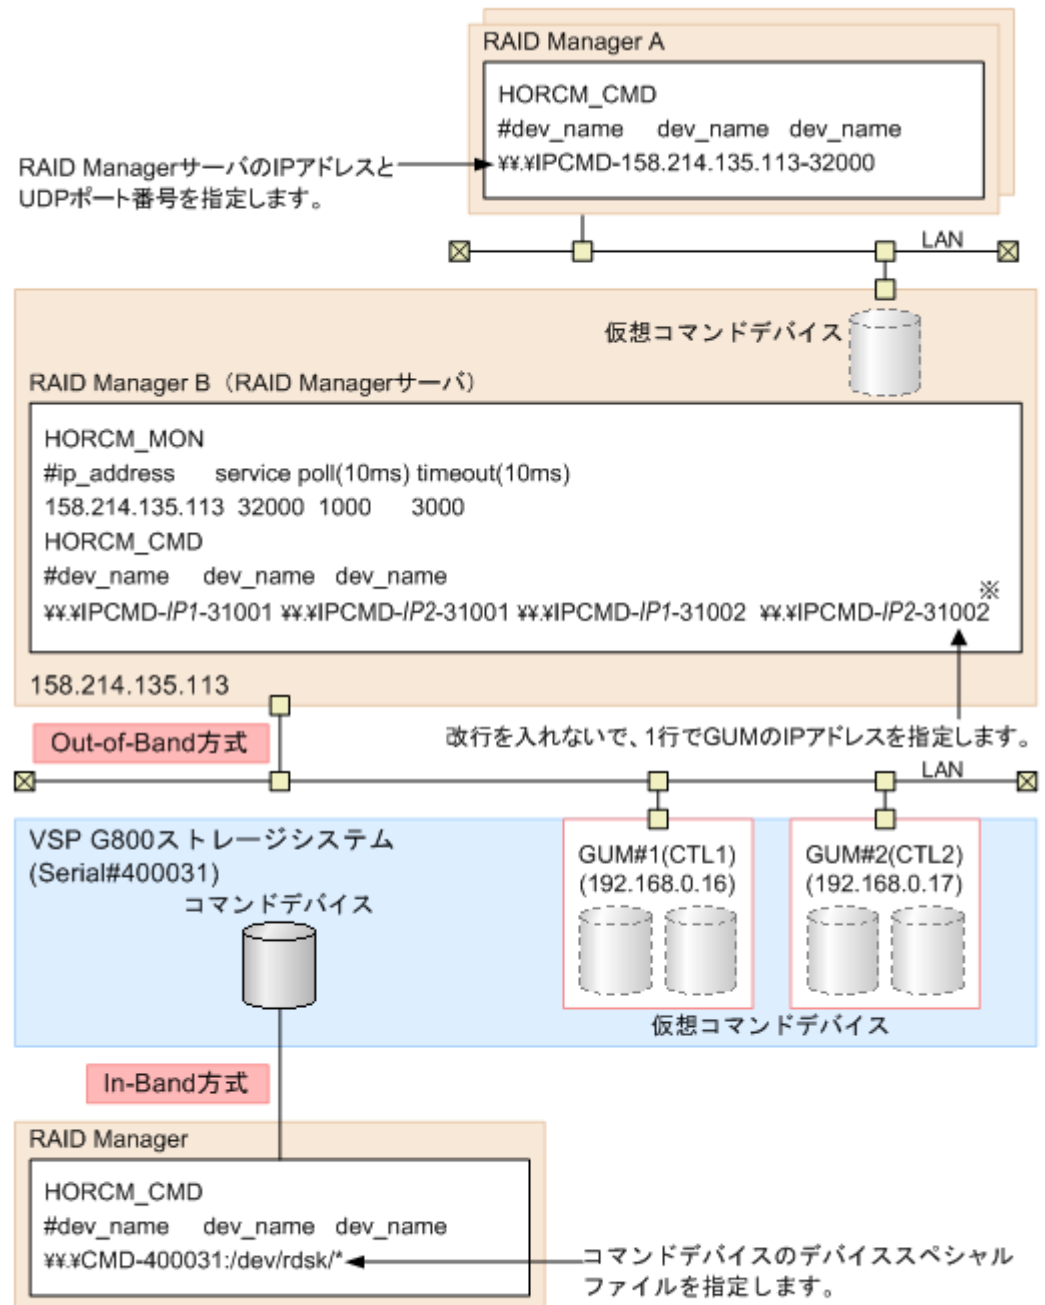 RAID Manager A
HORCM_CMD
#dev_name dev_name dev_name
¥¥.¥IPCMD-158.214.135.113-32000
RAID ManagerサーバのIPアドレスと
UDPポート番号を指定します。
LAN
仮想コマンドデバイス
RAID Manager B（RAID Managerサーバ）
HORCM_MON
#ip_address service poll(10ms) timeout(10ms)
158.214.135.113 32000 1000 3000
HORCM_CMD
#dev_name dev_name dev_name
¥¥.¥IPCMD-IP1-31001 ¥¥.¥IPCMD-IP2-31001 ¥¥.¥IPCMD-IP1-31002 ¥¥.¥IPCMD-IP2-31002※
158.214.135.113
Out-of-Band方式
改行を入れないで、1行でGUMのIPアドレスを指定します。
LAN
VSP G800ストレージシステム
(Serial#400031)
コマンドデバイス
GUM#1(CTL1)
(192.168.0.16)
GUM#2(CTL2)
(192.168.0.17)
仮想コマンドデバイス
In-Band方式
RAID Manager
HORCM_CMD
#dev_name dev_name dev_name
¥¥.¥CMD-400031:/dev/rdsk/*
コマンドデバイスのデバイススペシャル
ファイルを指定します。